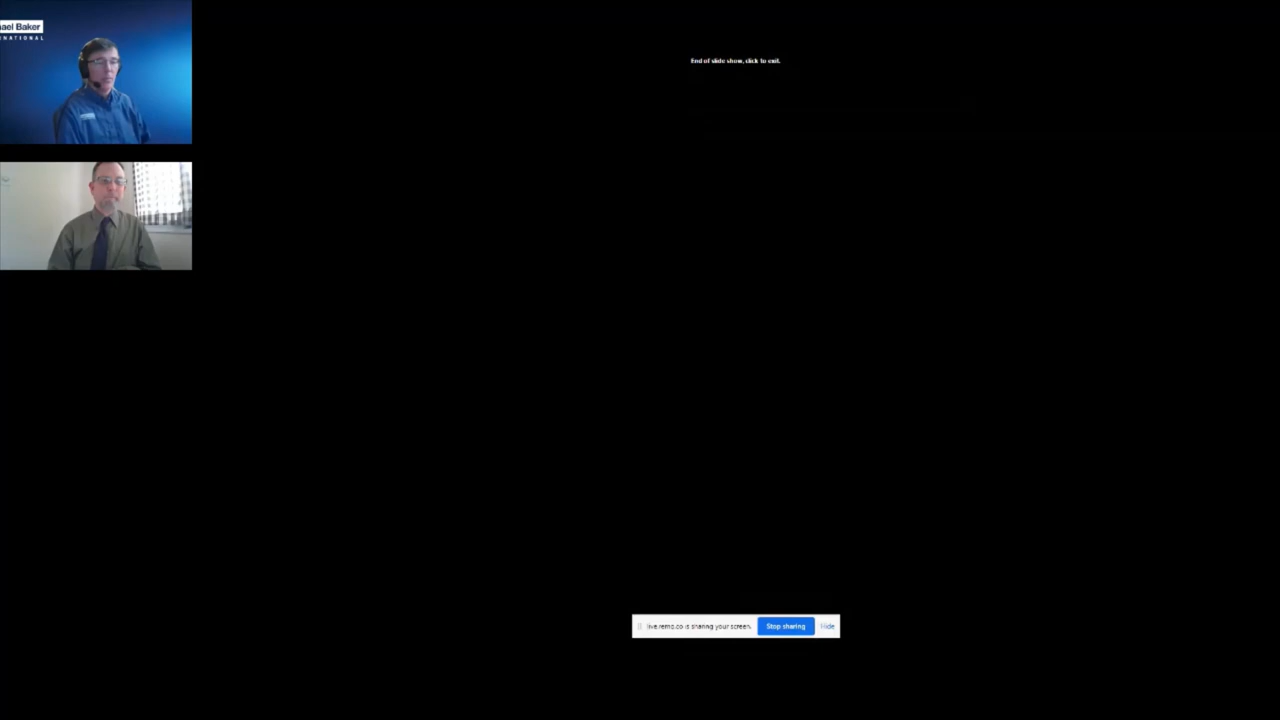 ael Baker
NATIONAL
End of slide show, click to exit.
live.remo.co is sharing your screen.
Stop sharing
Hide